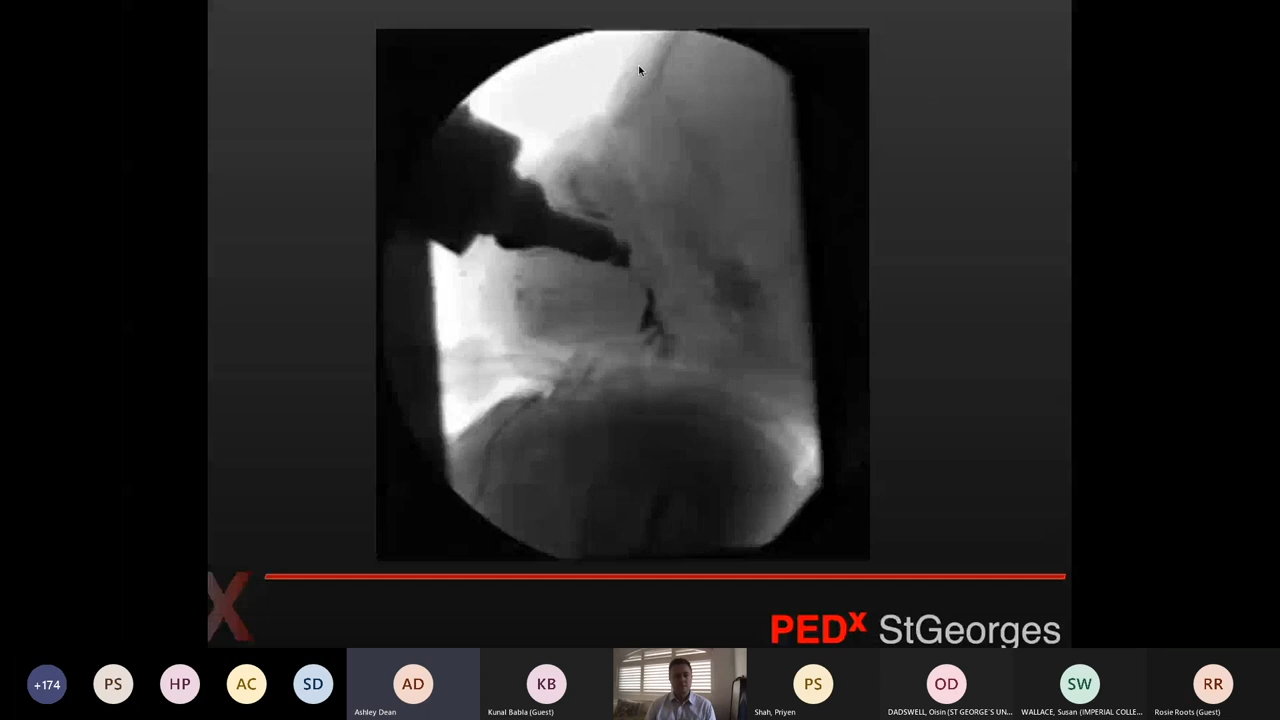 X
PEDx StGeorges
+174
PS
HP
AC
SD
AD
KB
PS
OD
SW
RR
Ashley Dean
Kunal Babla (Guest)
Shah, Priyen
DADSWELL, Oisin (ST GEORGE'S UN...
WALLACE, Susan (IMPERIAL COLLE...
Rosie Roots (Guest)